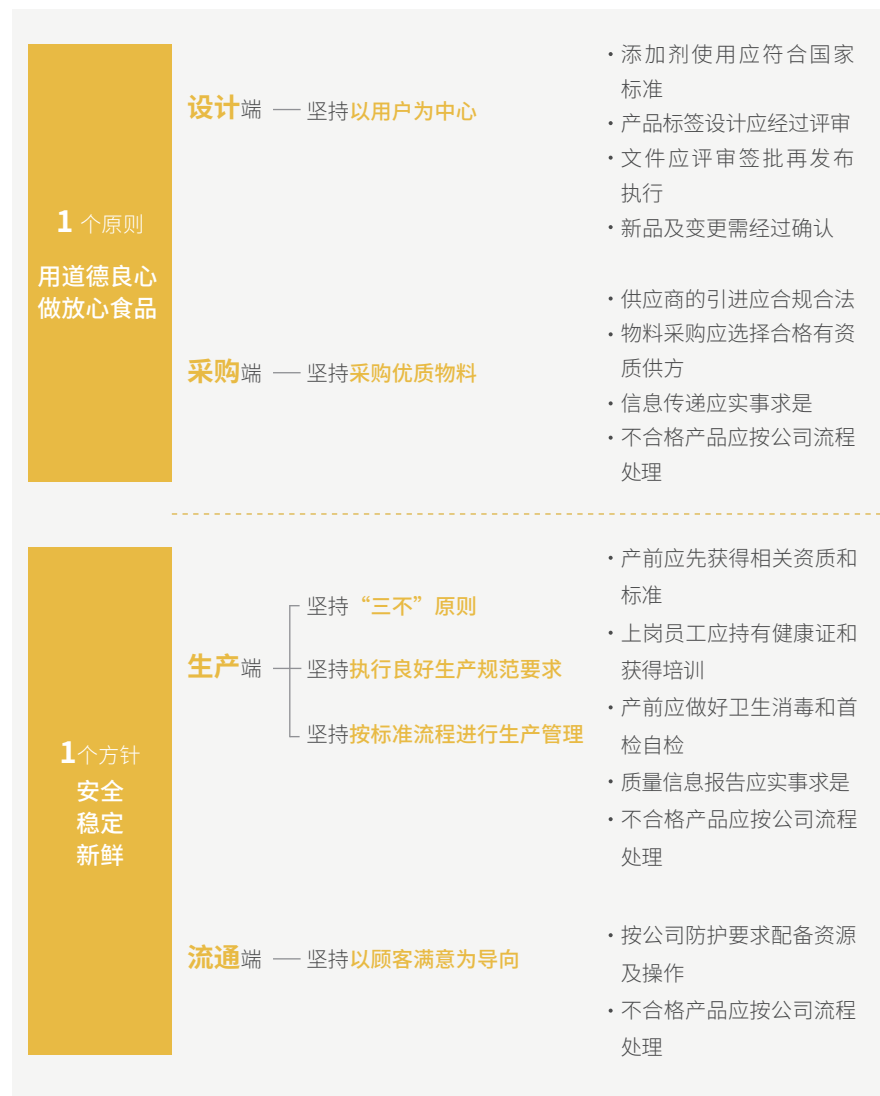 1 个原则
用道德良心
做放心食品
设计端
坚持以用户为中心
・添加剂使用应符合国家
标准
・产品标签设计应经过评审
・文件应评审签批再发布
执行
・新品及变更需经过确认
采购端
坚持采购优质物料
・供应商的引进应合规合法
・物料采购应选择合格有资
质供方
・信息传递应实事求是
・不合格产品应按公司流程
处理
1个方针
安全
稳定
新鲜
生产端
坚持“三不”原则
坚持执行良好生产规范要求
坚持按标准流程进行生产管理
・产前应先获得相关资质和
标准
・上岗员工应持有健康证和
获得培训
・产前应做好卫生消毒和首
检自检
・质量信息报告应实事求是
・不合格产品应按公司流程
处理
流通端
坚持以顾客满意为导向
・按公司防护要求配备资源
及操作
・不合格产品应按公司流程
处理